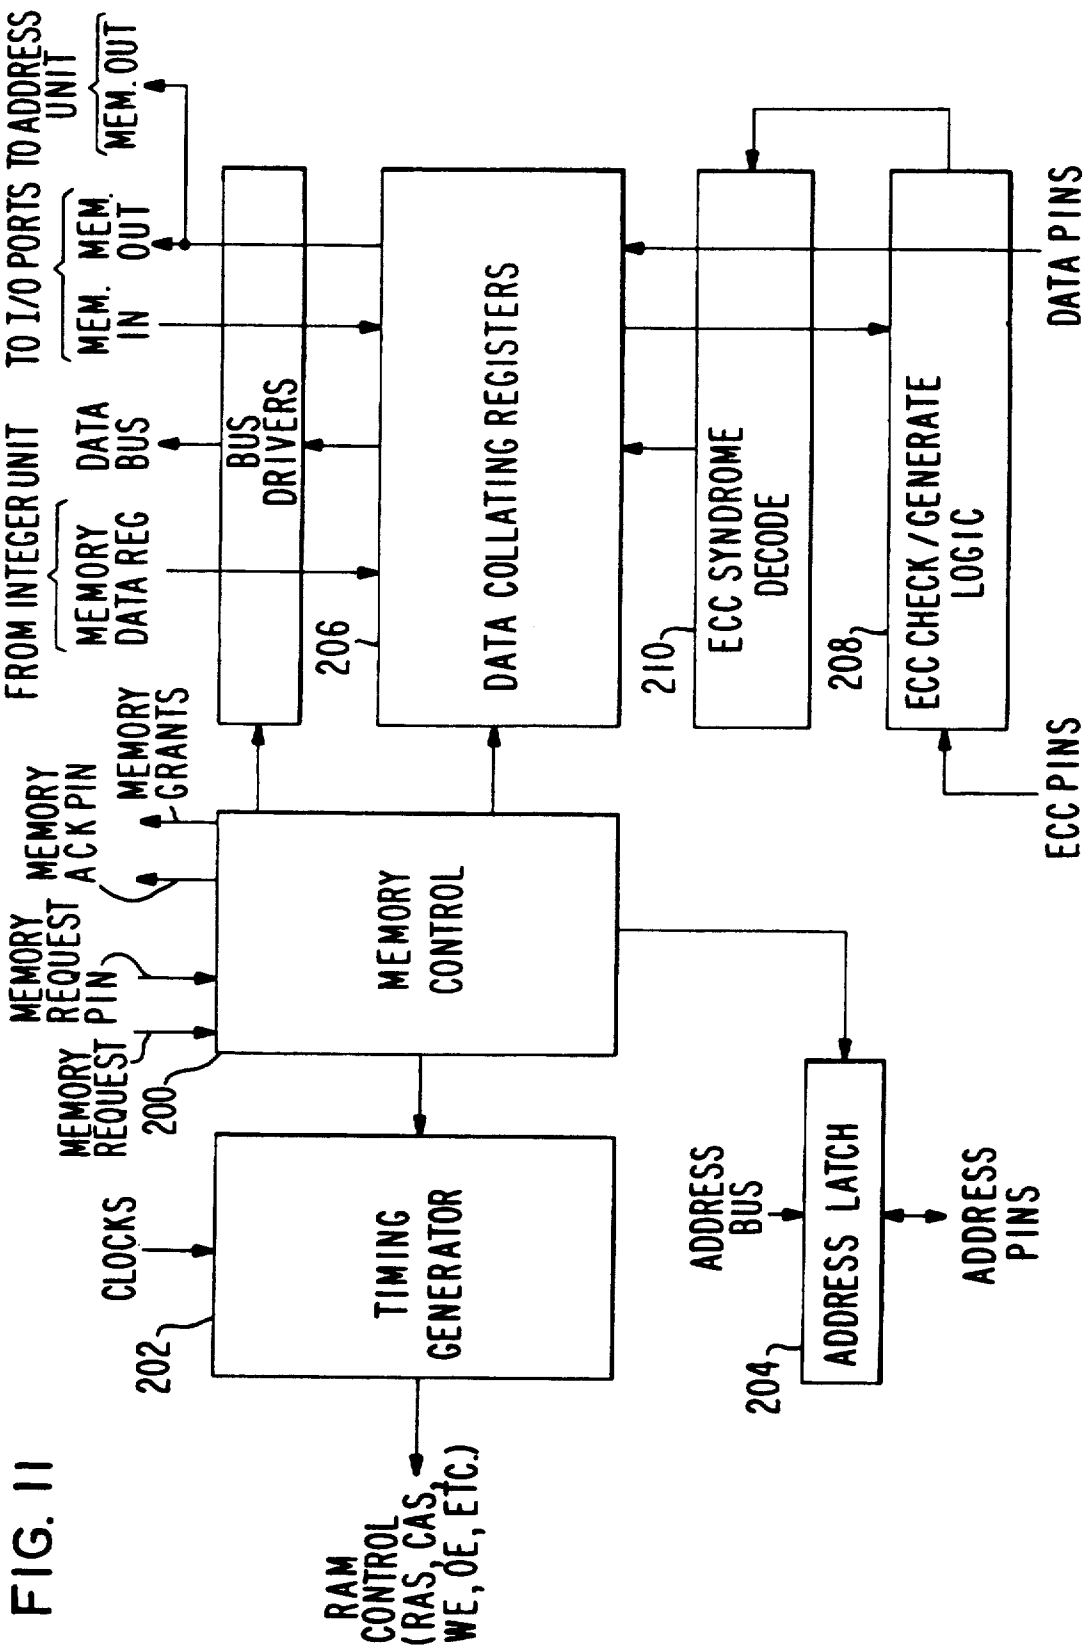 FIG. 11
RAM
CONTROL
(RAS, CAS,
WE, OE, ETC.)
CLOCKS
202
TIMING
GENERATOR
MEMORY
REQUEST
200
MEMORY
REQUEST
PIN
MEMORY
ACK PIN
MEMORY
GRANTS
MEMORY
CONTROL
ADDRESS
BUS
204
ADDRESS LATCH
ADDRESS
PINS
FROM INTEGER UNIT
MEMORY
DATA REG
DATA
BUS
TO I/O PORTS
MEM.
IN
MEM.
OUT
TO ADDRESS
UNIT
MEM. OUT
BUS
DRIVERS
206
DATA COLLATING REGISTERS
210
ECC SYNDROME
DECODE
208
ECC CHECK/GENERATE
LOGIC
ECC PINS
DATA PINS